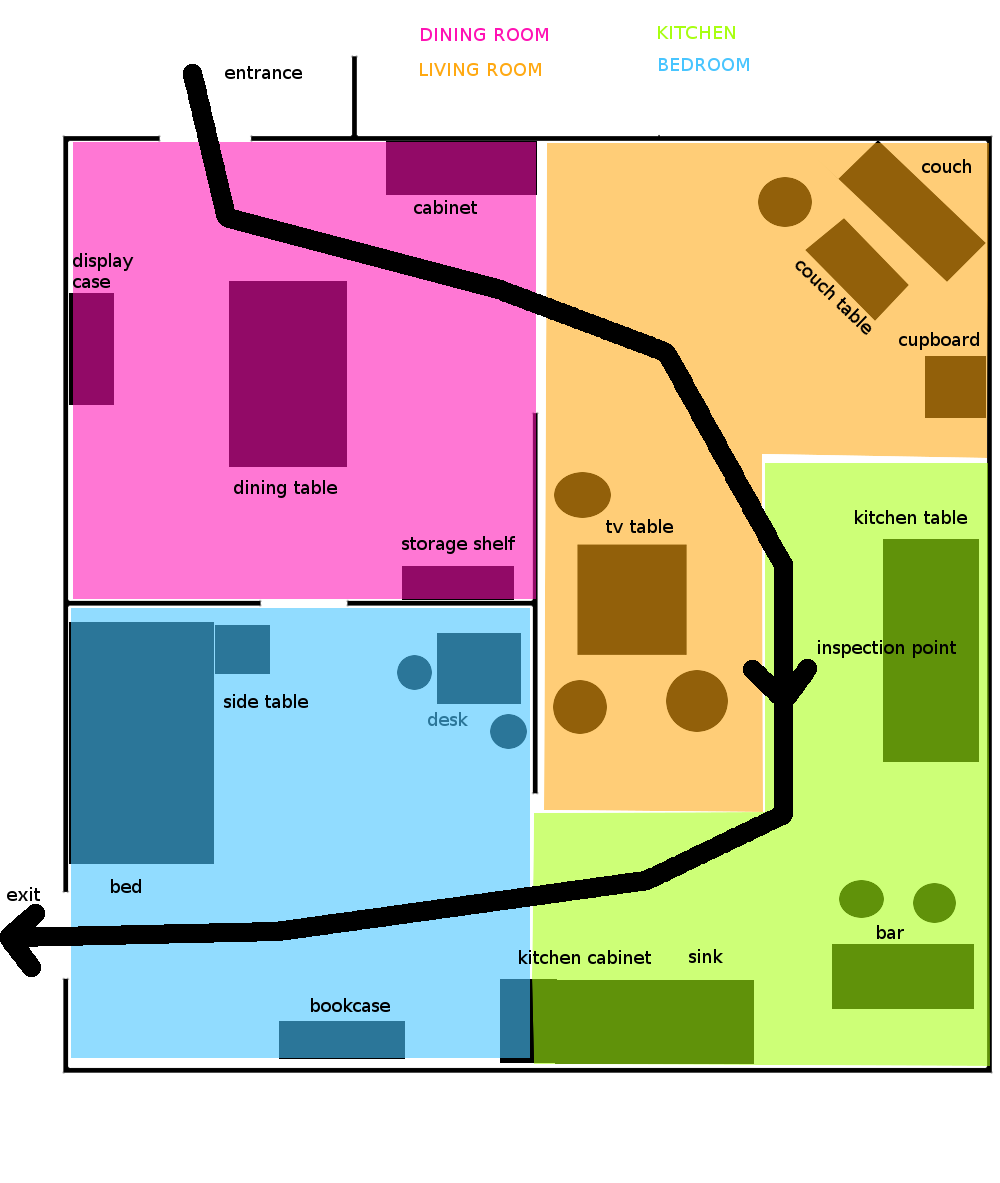 DINING ROOM
KITCHEN
LIVING ROOM
BEDROOM
entrance
couch
cabinet
display
case
couch table
cupboard
dining table
kitchen table
tv table
storage shelf
inspection point
side table
desk
bed
exit
bar
kitchen cabinet
sink
bookcase